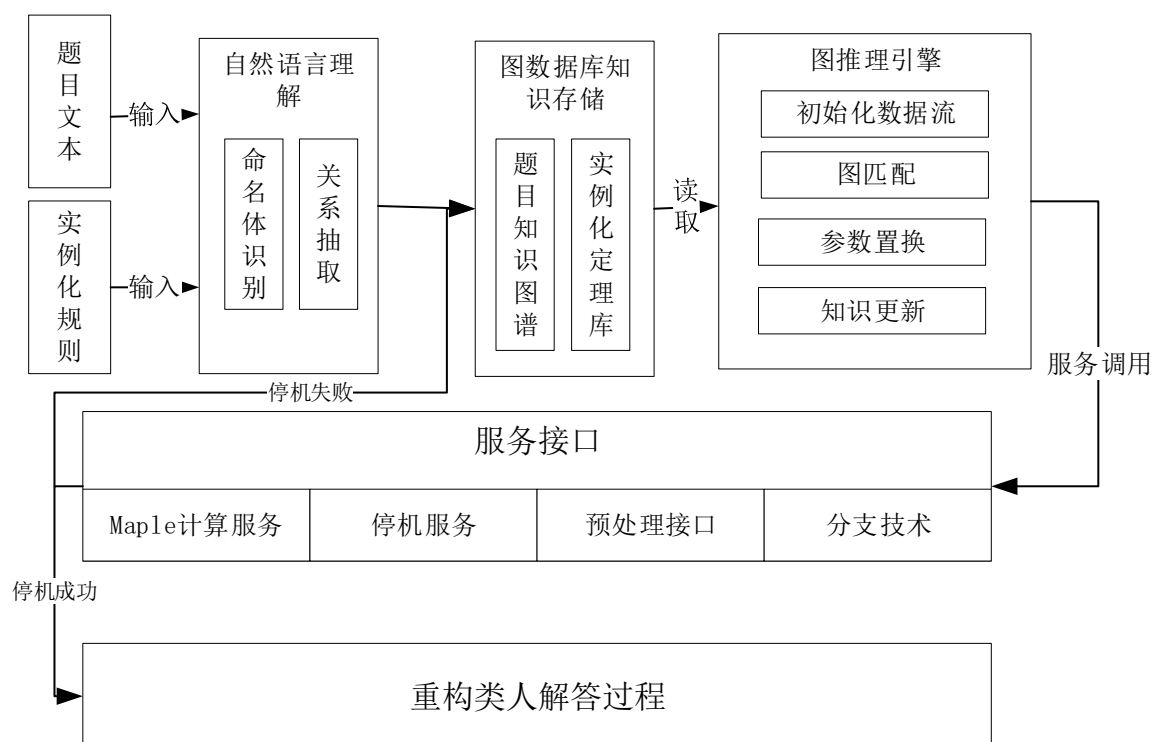 题目文本
输入
实例化规则
输入
自然语言理
解
命名体识别
关系抽取
图数据库知
识存储
题目知识图谱
实例化定理库
读取
图推理引擎
初始化数据流
图匹配
参数置换
知识更新
服务调用
停机失败
服务接口
Maple计算服务
停机服务
预处理接口
分支技术
停机成功
重构类人解答过程